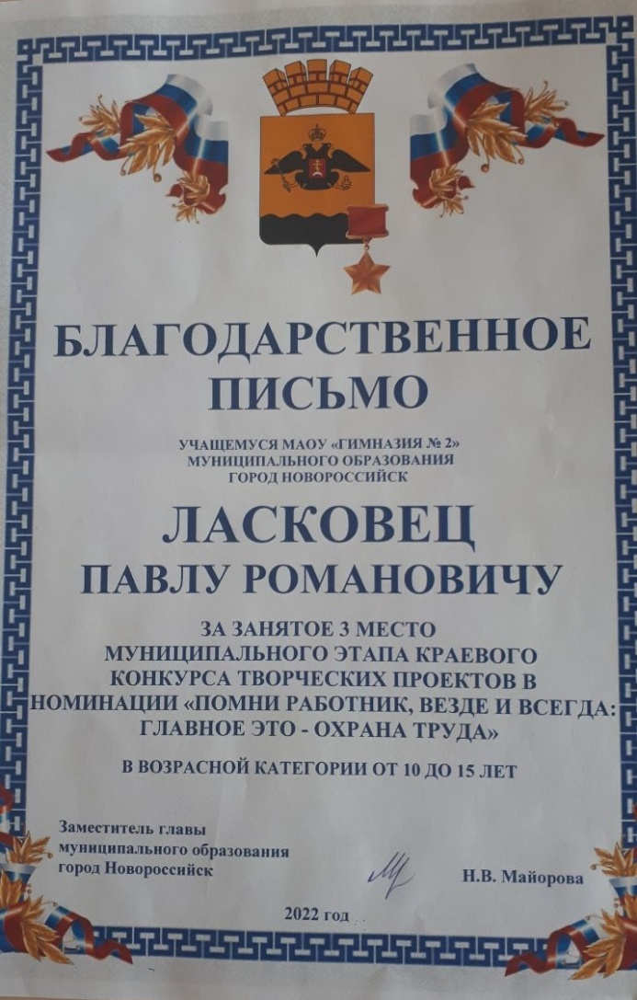 БЛАГОДАРСТВЕННОЕ
ПИСЬМО
УЧАЩЕМУСЯ МАОУ «ГИМНАЗИЯ № 2»
МУНИЦИПАЛЬНОГО ОБРАЗОВАНИЯ
ГОРОД НОВОРОССИЙСК
ЛАСКОВЕЦ
ПАВЛУ РОМАНОВИЧУ
ЗА ЗАНЯТОЕ 3 МЕСТО
МУНИЦИПАЛЬНОГО ЭТАПА КРАЕВОГО
КОНКУРСА ТВОРЧЕСКИХ ПРОЕКТОВ В
НОМИНАЦИИ «ПОМНИ РАБОТНИК, ВЕЗДЕ И ВСЕГДА:
ГЛАВНОЕ ЭТО - ОХРАНА ТРУДА»
В ВОЗРАСНОЙ КАТЕГОРИИ ОТ 10 ДО 15 ЛЕТ
Заместитель главы
муниципального образования
город Новороссийск
Н.В. Майорова
2022 год